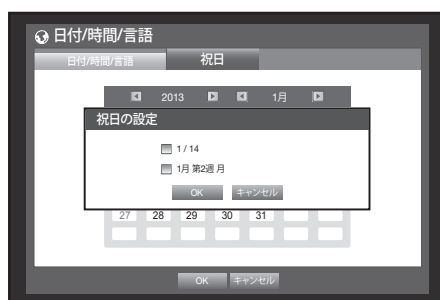 日付/時間/言語
日付/時間/言語 祝日
2013 1月
祝日の設定
1 / 14
1月 第2週 月
OK キャンセル
27 28 29 30 31
OK キャンセル